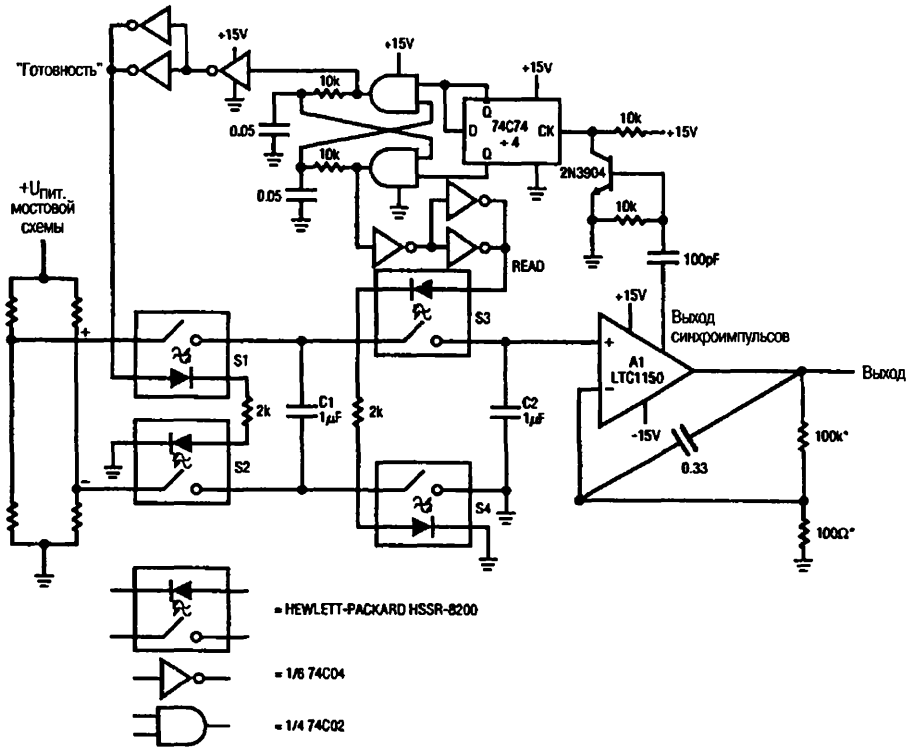 +15V
"Готовность"
10k
0.05
+15V
10k
0.05
Q
D
74C74
÷ 4
CK
Q
+15V
10k
+15V
2N3904
10k
100pF
READ
+Uпит.
мостовой
схемы
+
−
S1
2k
S2
C1
1µF
S3
2k
S4
C2
1µF
+15V
Выход
синхроимпульсов
+
A1
LTC1150
−
-15V
Выход
0.33
100k*
100Ω*
= HEWLETT-PACKARD HSSR-8200
= 1/6 74C04
= 1/4 74C02